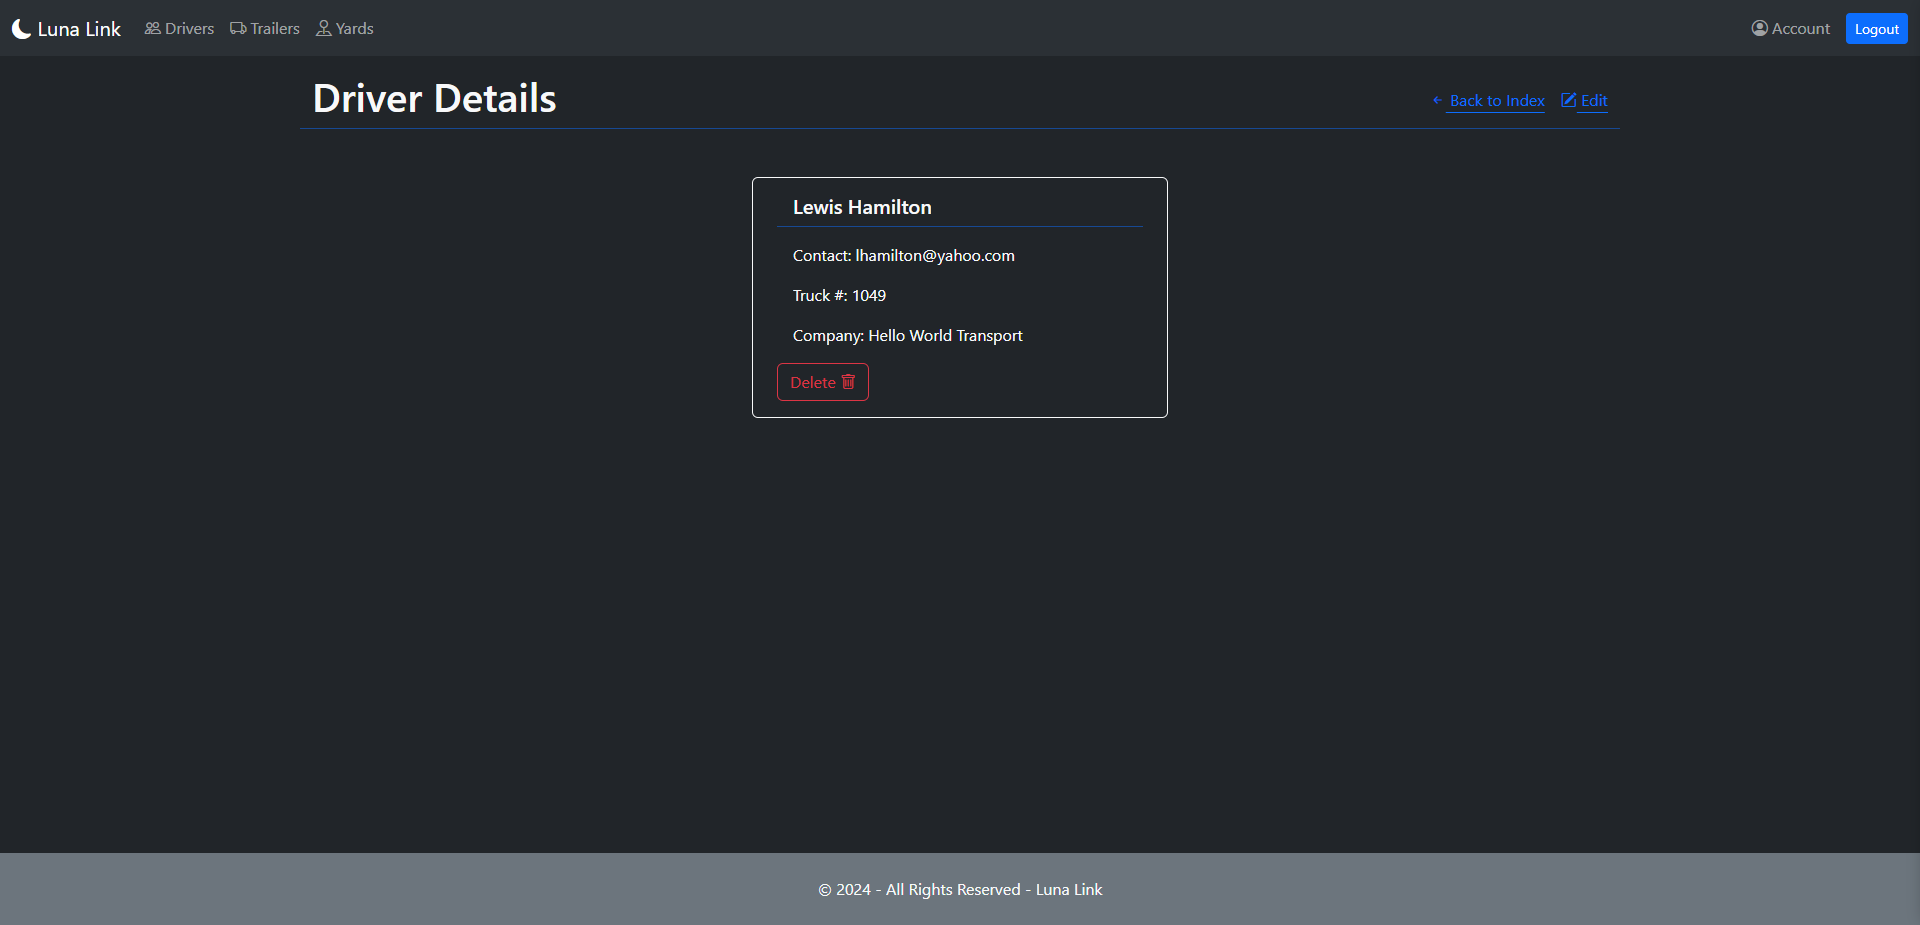 Luna Link Drivers Trailers Yards Account Logout
Driver Details
Back to Index Edit
Lewis Hamilton
Contact: lhamilton@yahoo.com
Truck #: 1049
Company: Hello World Transport
Delete
© 2024 - All Rights Reserved - Luna Link